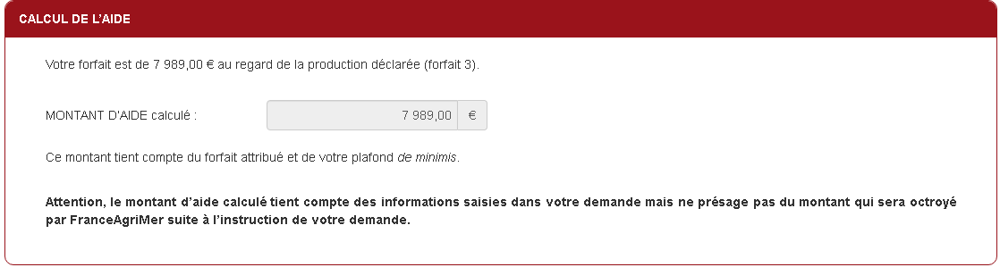 CALCUL DE L'AIDE
Votre forfait est de 7 989,00 € au regard de la production déclarée (forfait 3).
MONTANT D'AIDE calculé : 7 989,00 €
Ce montant tient compte du forfait attribué et de votre plafond de minimis.
Attention, le montant d'aide calculé tient compte des informations saisies dans votre demande mais ne présage pas du montant qui sera octroyé
par FranceAgriMer suite à l'instruction de votre demande.